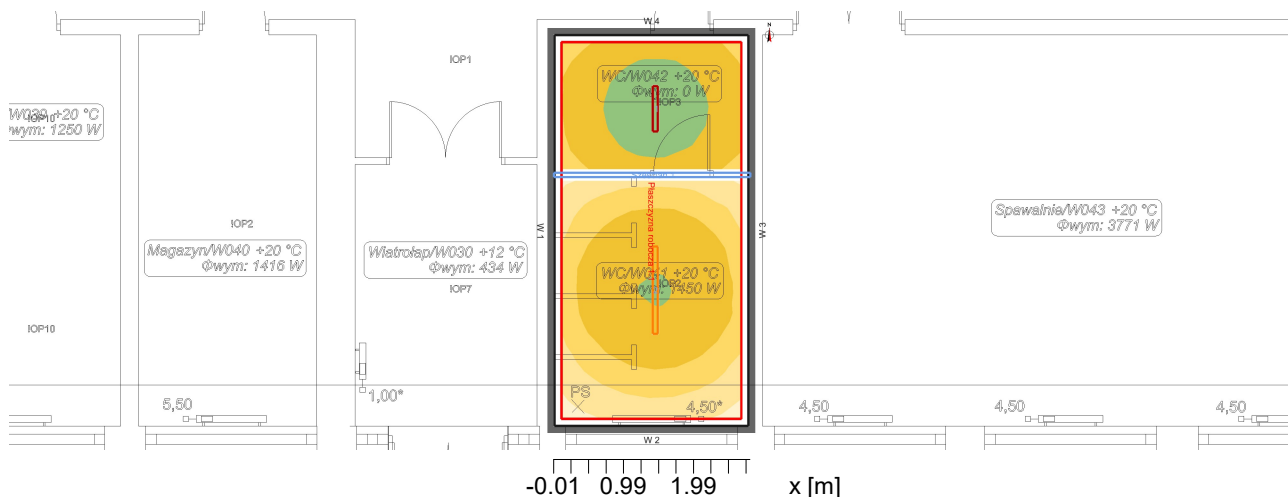 W 4
N
IOP1
WC/W042 +20 °C
Φwym: 0 W
IOP3
W039 +20 °C
IOP10
wym: 1250 W
Płaszczyzna robocza
Spawalnie/W043 +20 °C
Φwym: 3771 W
IOP2
W 1
W 3
Magazyn/W040 +20 °C
Φwym: 1416 W
Wiatrołap/W030 +12 °C
Φwym: 434 W
WC/W041 +20 °C
Φwym: 1450 W
IOP2
IOP7
IOP10
1,00*
PS
5,50
4,50*
4,50
4,50
4,50
W 2
-0.01 0.99 1.99 x [m]